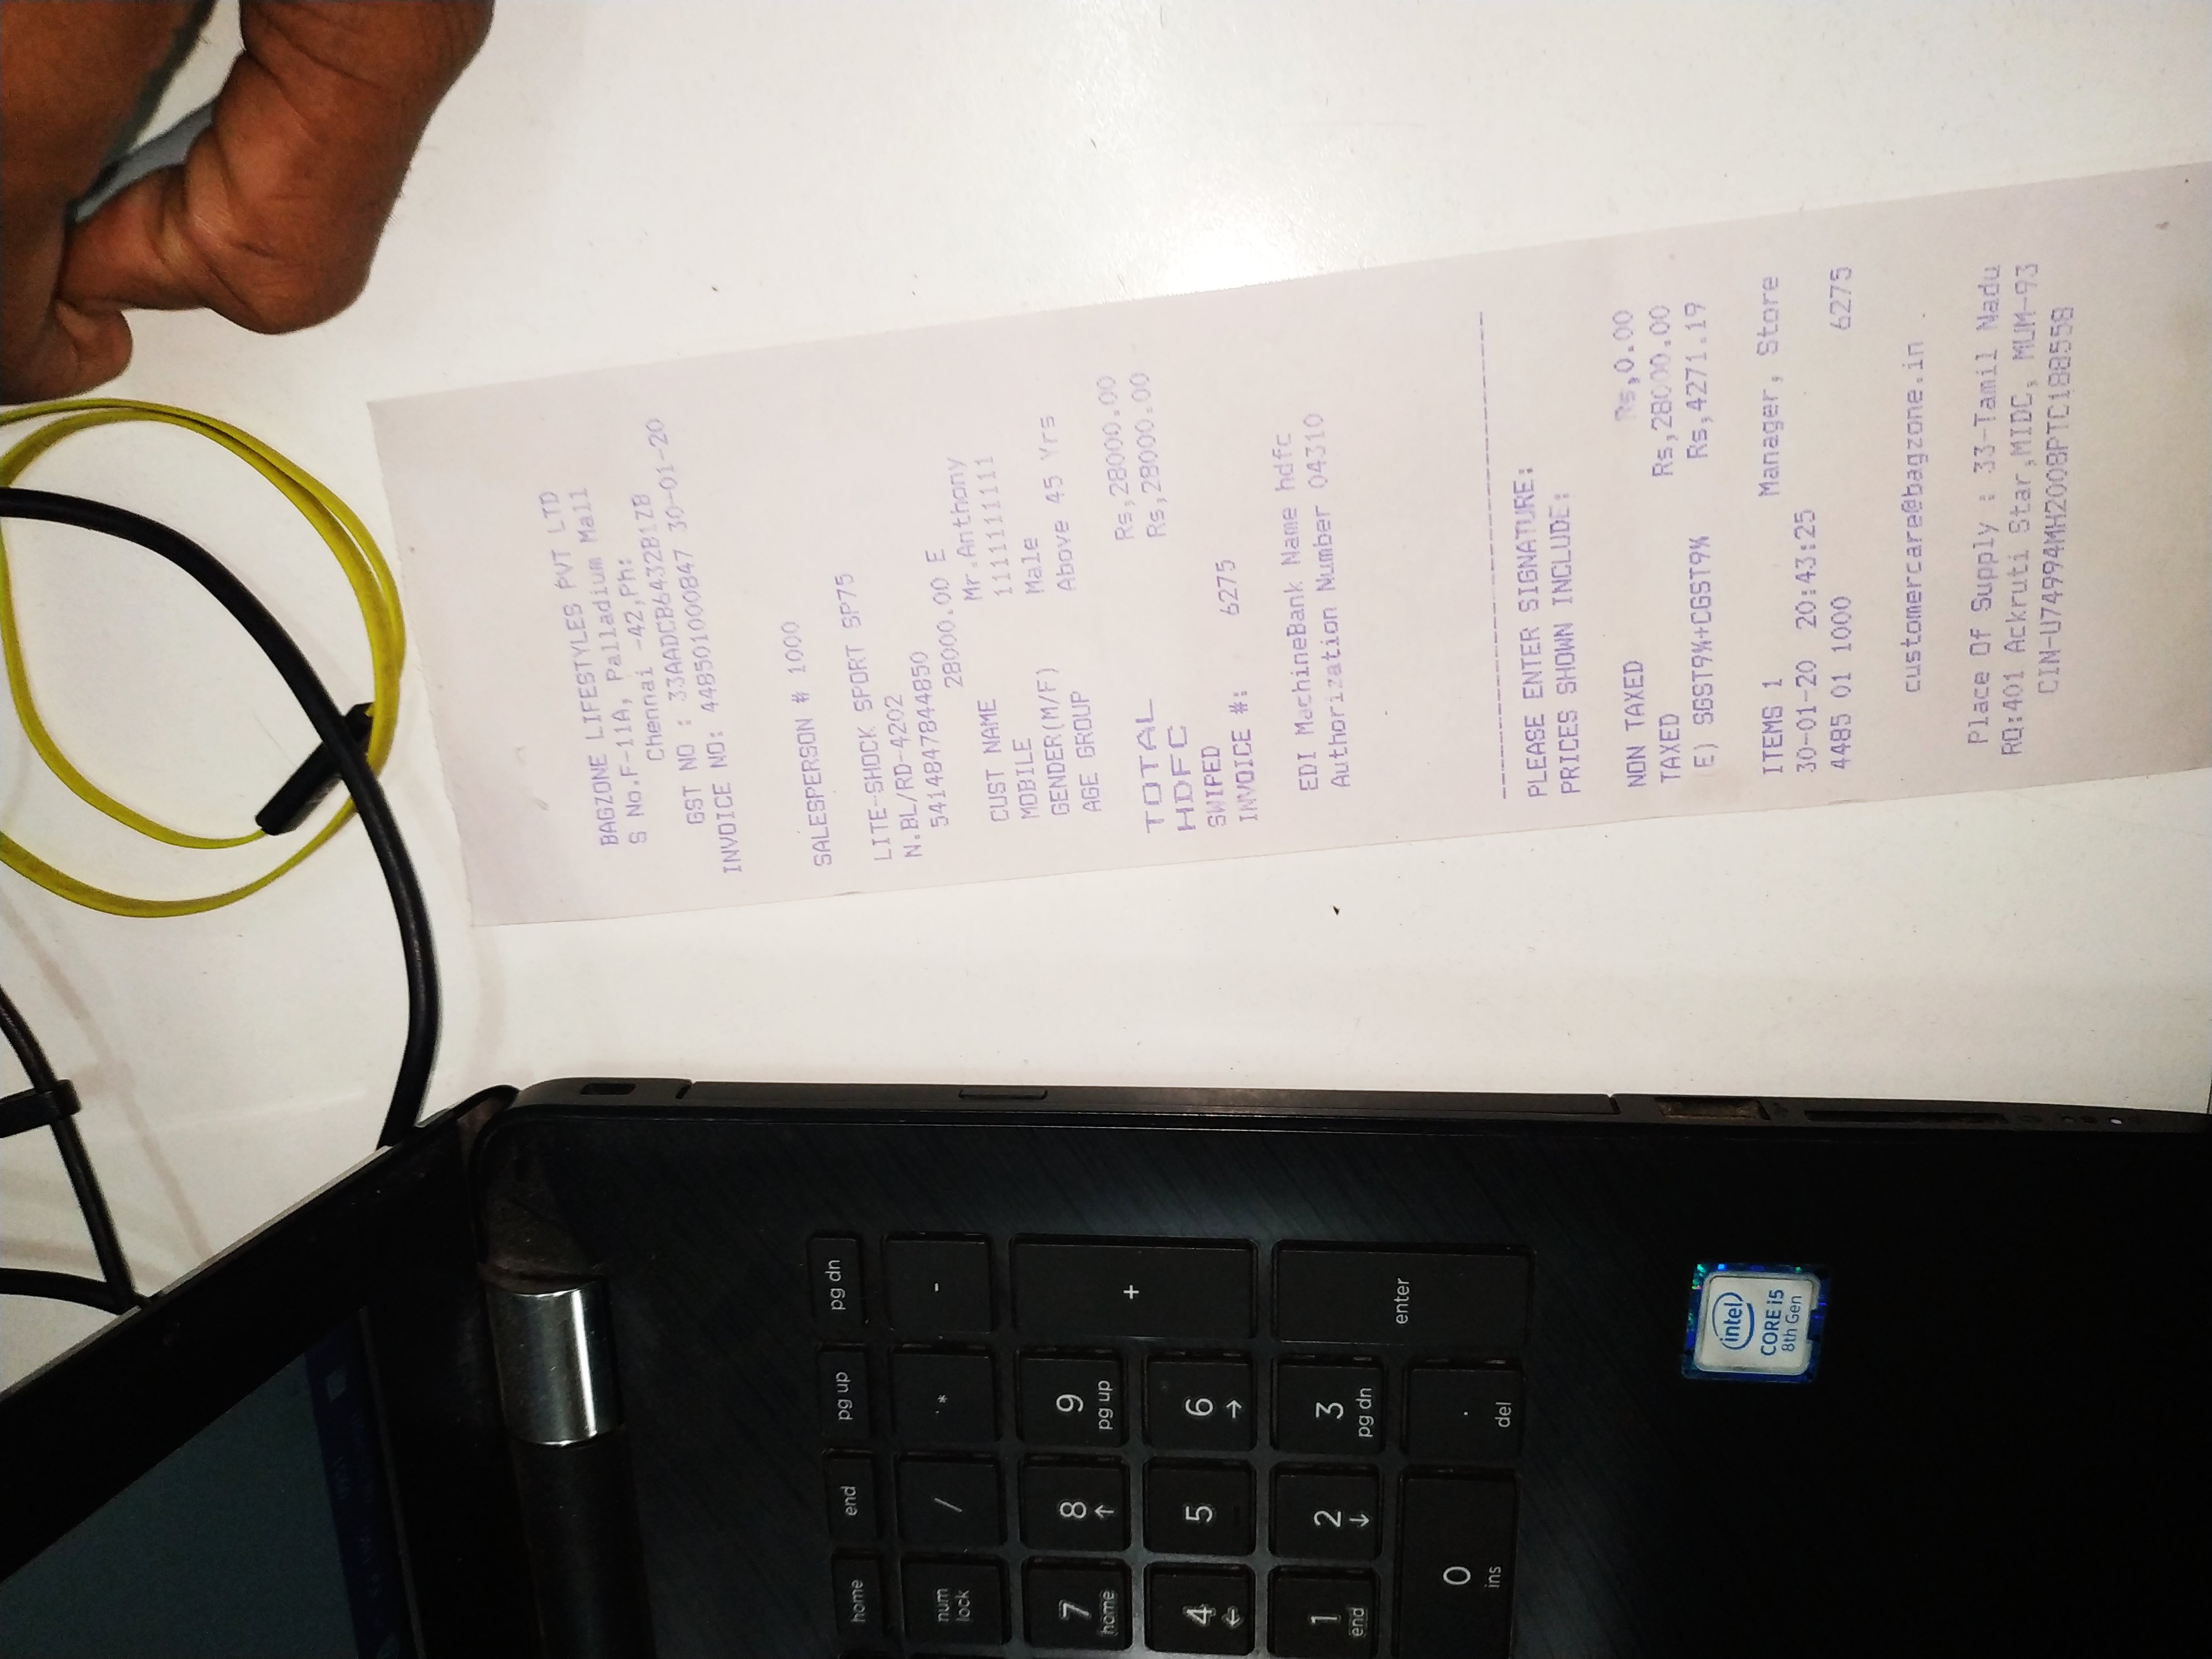 BAGZONE LIFESTYLES PVT LTD
S No.F-11A, Palladium Mall
Chennai -42,Ph:
GST NO : 33AADCB6432B1ZB
INVOICE NO: 448501000847 30-01-20
SALESPERSON # 1000
LITE-SHOCK SPORT SP75
N.BL/RD-4202
5414847844850
28000.00 E
CUST NAME Mr.Anthony
MOBILE 1111111111
GENDER(M/F) Male
AGE GROUP Above 45 Yrs
TOTAL Rs,28000.00
HDFC Rs,28000.00
SWIPED
INVOICE #: 6275
EDI MachineBank Name hdfc
Authorization Number 04310
PLEASE ENTER SIGNATURE:
PRICES SHOWN INCLUDE:
NON TAXED Rs,0.00
TAXED Rs,28000.00
E) SGST9%+CGST9% Rs,4271.19
ITEMS 1 Manager, Store
30-01-20 20:43:25
4485 01 1000 6275
customercare@bagzone.in
Place Of Supply : 33-Tamil Nadu
RO:401 Ackruti Star,MIDC, MUM-93
CIN-U74994MH2008PTC188558
home end pg up pg dn
num lock / * -
7 home 8 ↑ 9 pg up +
4 ← 5 6 →
1 end 2 ↓ 3 pg dn enter
0 ins . del
intel
CORE i5
8th Gen